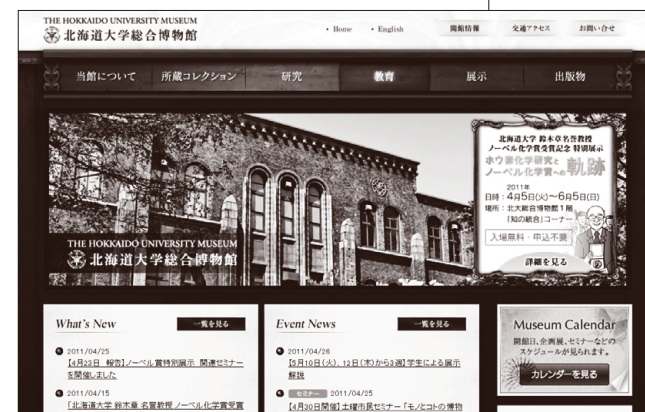 THE HOKKAIDO UNIVERSITY MUSEUM
北海道大学総合博物館
・Home ・English 開館情報 交通アクセス お問い合せ
当館について 所蔵コレクション 研究 教育 展示 出版物
北海道大学 鈴木章名誉教授
ノーベル化学賞受賞記念 特別展示
ホウ素化学研究と
ノーベル化学賞への軌跡
2011年
日時：4月5日(火)～6月5日(日)
場所：北大総合博物館1階
「知の統合」コーナー
入場無料・申込不要
詳細を見る
THE HOKKAIDO UNIVERSITY MUSEUM
北海道大学総合博物館
What's New 一覧を見る
2011/04/25
【4月23日 報告】ノーベル賞特別展示 関連セミナー
を開催しました
2011/04/15
「北海道大学 鈴木章 名誉教授 ノーベル化学賞受賞
Event News 一覧を見る
2011/04/26
【5月10日(火)、12日(木)から3週】学生による展示
解説
セミナー 2011/04/25
【4月30日開催】土曜市民セミナー「モノとコトの博物
Museum Calendar
開館日、企画展、セミナーなどの
スケジュールが見られます。
カレンダーを見る